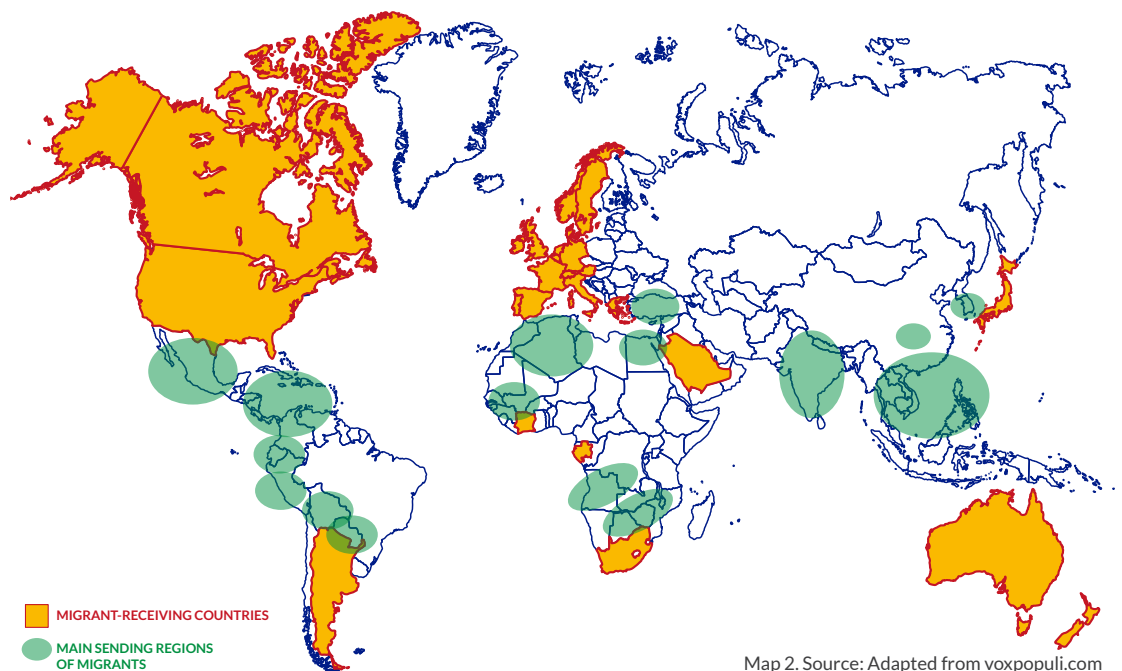 MIGRANT-RECEIVING COUNTRIES
MAIN SENDING REGIONS
OF MIGRANTS
Map 2. Source: Adapted from voxpopuli.com